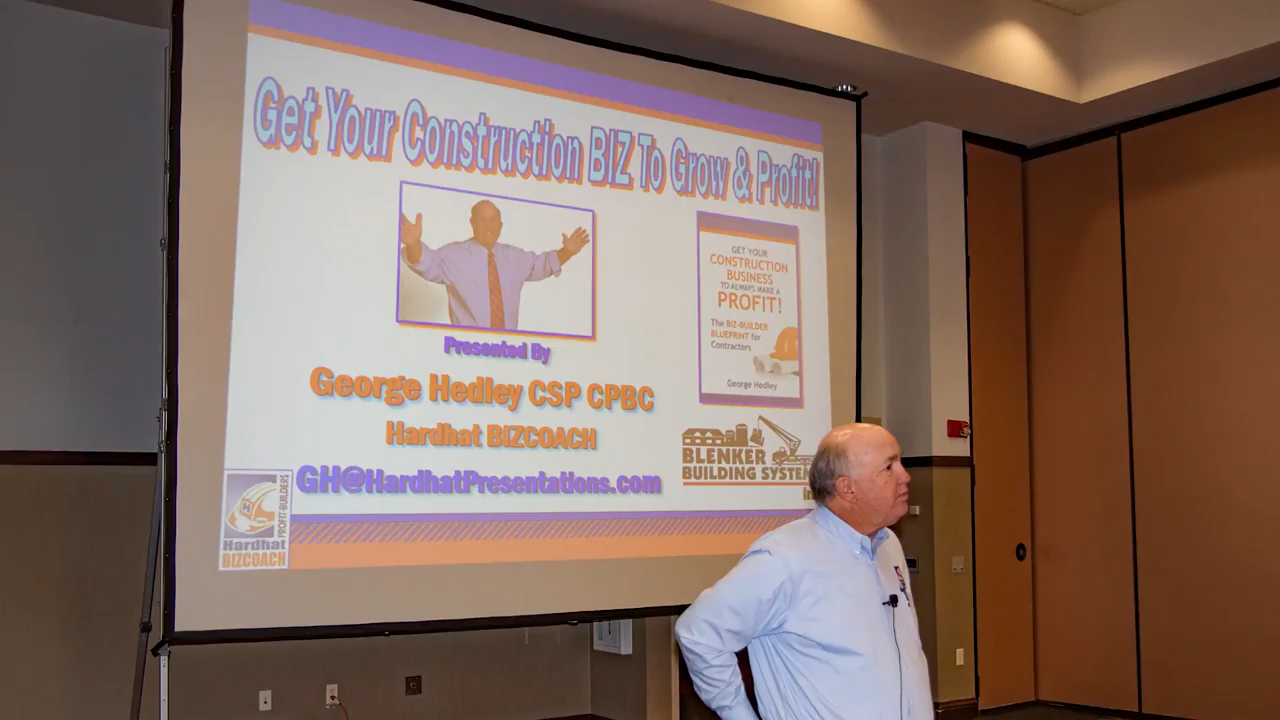 Get Your Construction BIZ To Grow & Profit!
GET YOUR
CONSTRUCTION
BUSINESS
TO ALWAYS MAKE A
PROFIT!
The BIZ-BUILDER
BLUEPRINT for
Contractors
George Hedley
Presented By
George Hedley CSP CPBC
Hardhat BIZCOACH
GH@HardhatPresentations.com
BLENKER
BUILDING SYSTEM
In
H
PROFIT-BUILDERS
Hardhat
BIZCOACH